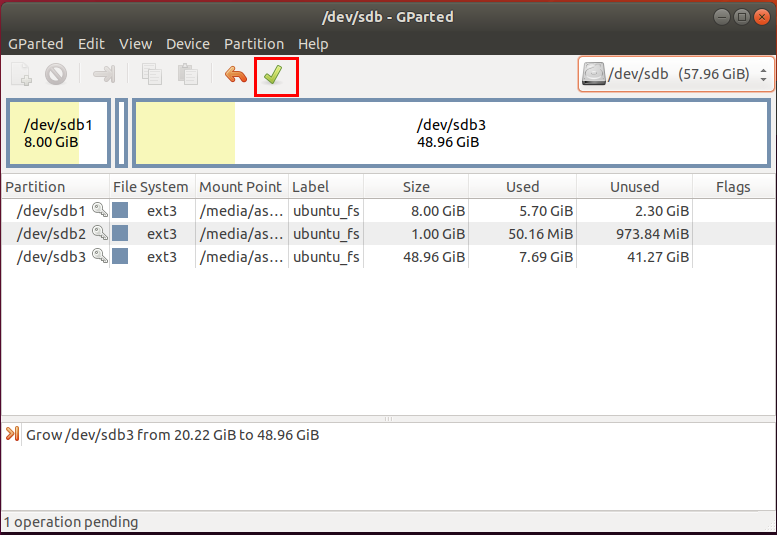 /dev/sdb - GParted
GParted Edit View Device Partition Help
/dev/sdb (57.96 GiB)
/dev/sdb1
8.00 GiB
/dev/sdb3
48.96 GiB
Partition File System Mount Point Label Size Used Unused Flags
/dev/sdb1 ext3 /media/as... ubuntu_fs 8.00 GiB 5.70 GiB 2.30 GiB
/dev/sdb2 ext3 /media/as... ubuntu_fs 1.00 GiB 50.16 MiB 973.84 MiB
/dev/sdb3 ext3 /media/as... ubuntu_fs 48.96 GiB 7.69 GiB 41.27 GiB
Grow /dev/sdb3 from 20.22 GiB to 48.96 GiB
1 operation pending